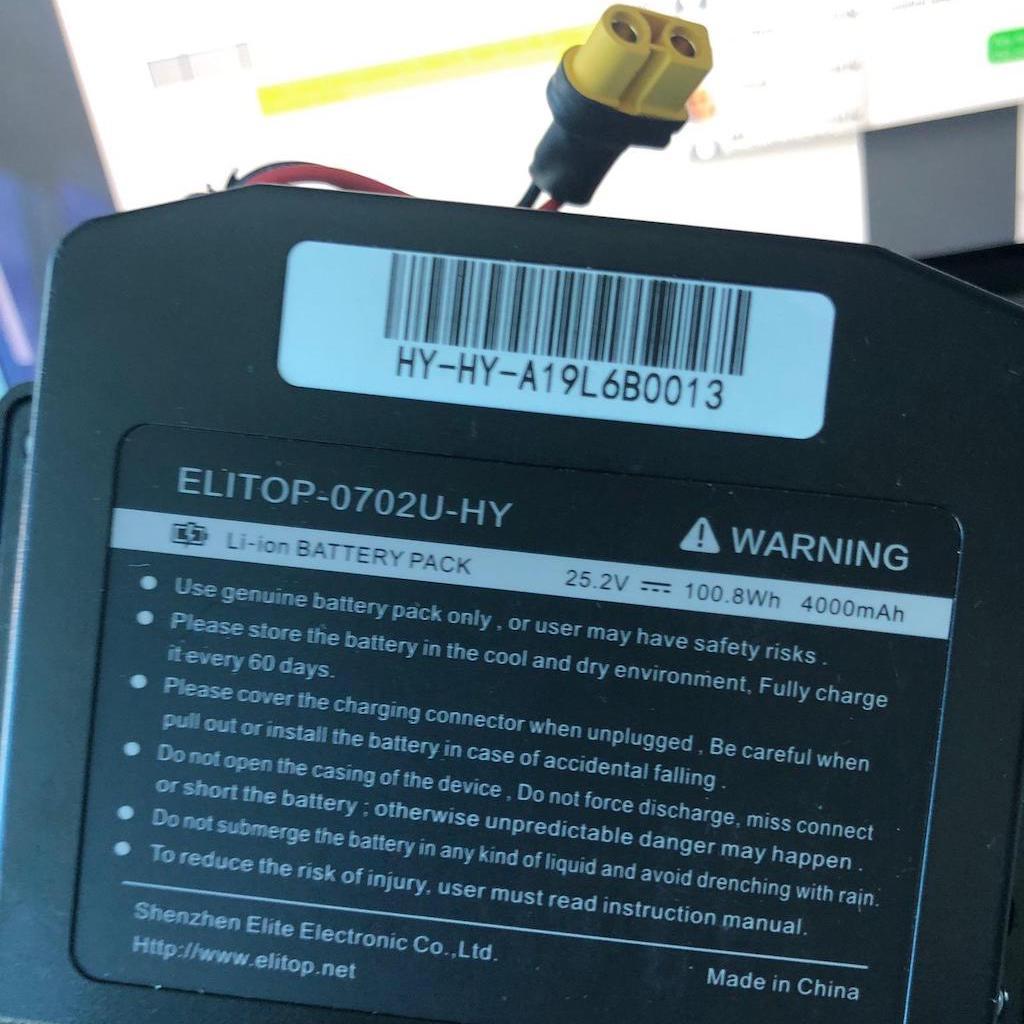 HY-HY-A19L6B0013
ELITOP-0702U-HY
WARNING
Li-ion BATTERY PACK 25.2V 100.8Wh 4000mAh
Use genuine battery pack only , or user may have safety risks .
Please store the battery in the cool and dry environment, Fully charge
it every 60 days.
Please cover the charging connector when unplugged , Be careful when
pull out or install the battery in case of accidental falling .
Do not open the casing of the device , Do not force discharge, miss connect
or short the battery ; otherwise unpredictable danger may happen .
Do not submerge the battery in any kind of liquid and avoid drenching with rain.
To reduce the risk of injury, user must read instruction manual.
Shenzhen Elite Electronic Co.,Ltd.
Http://www.elitop.net
Made in China